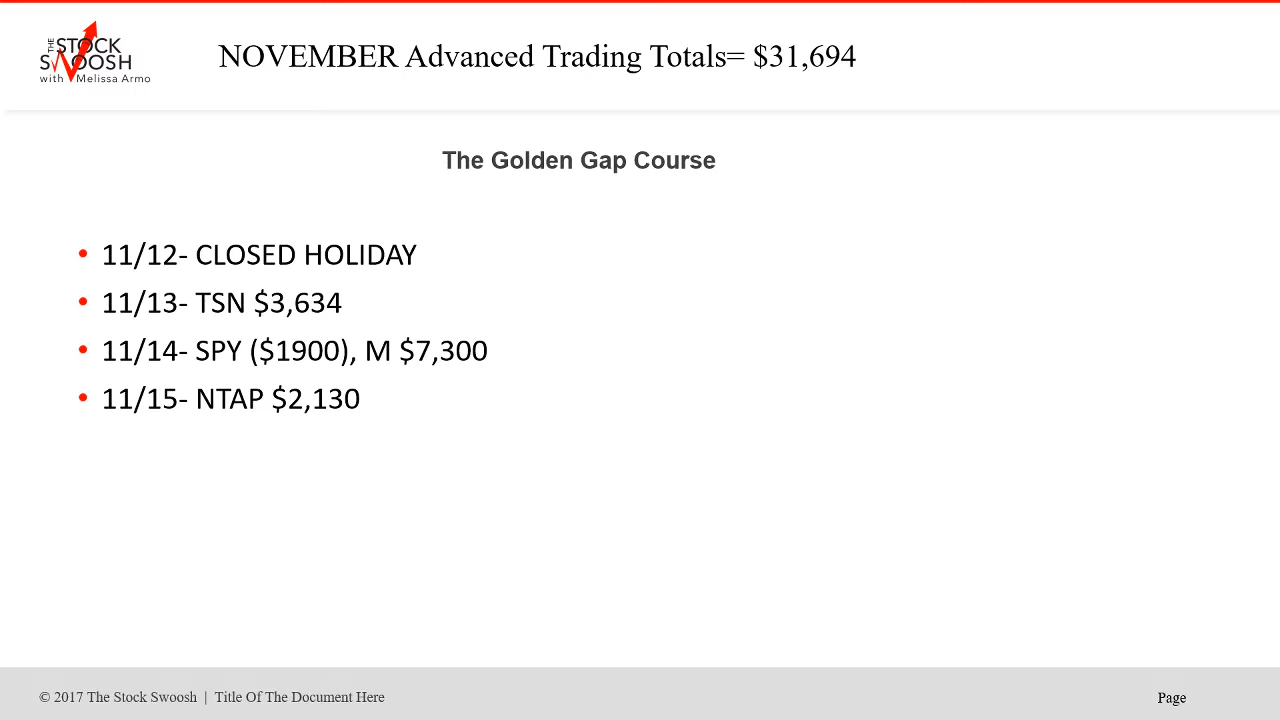 THE
STOCK
SWOOSH
with Melissa Armo
NOVEMBER Advanced Trading Totals= $31,694
The Golden Gap Course
• 11/12- CLOSED HOLIDAY
• 11/13- TSN $3,634
• 11/14- SPY ($1900), M $7,300
• 11/15- NTAP $2,130
© 2017 The Stock Swoosh | Title Of The Document Here
Page